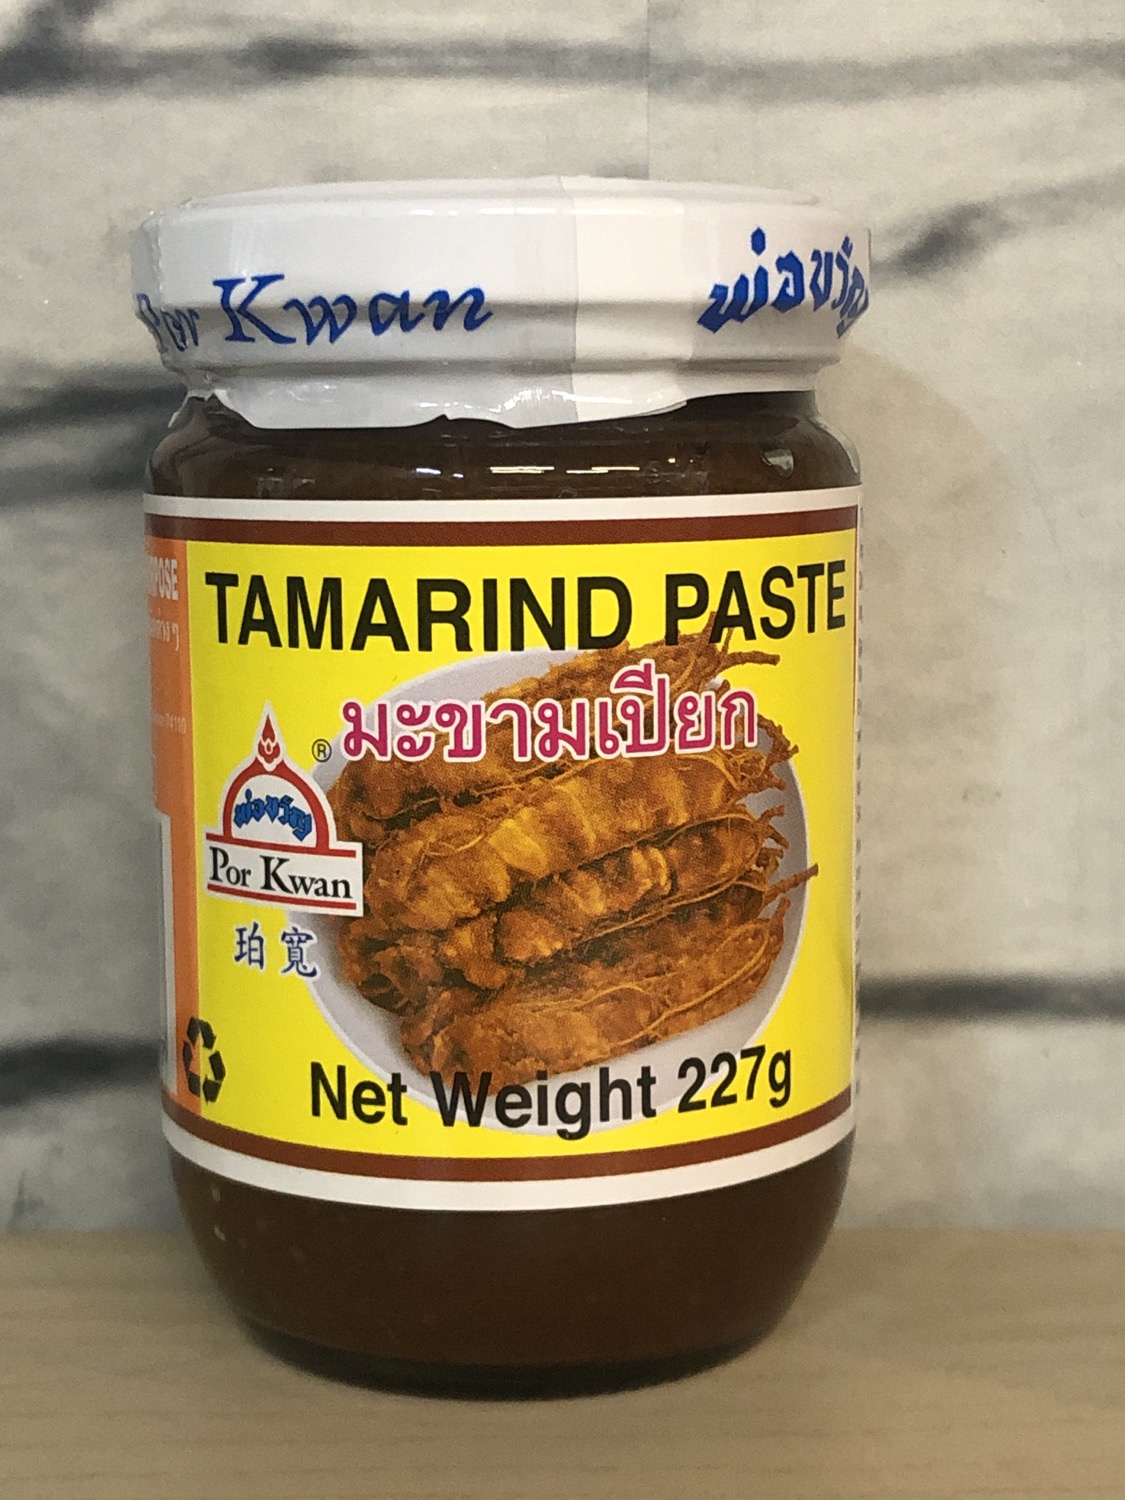 Por Kwan
พ่อขวัญ
TAMARIND PASTE
มะขามเปียก
®
พ่อขวัญ
Por Kwan
珀寬
Net Weight 227g